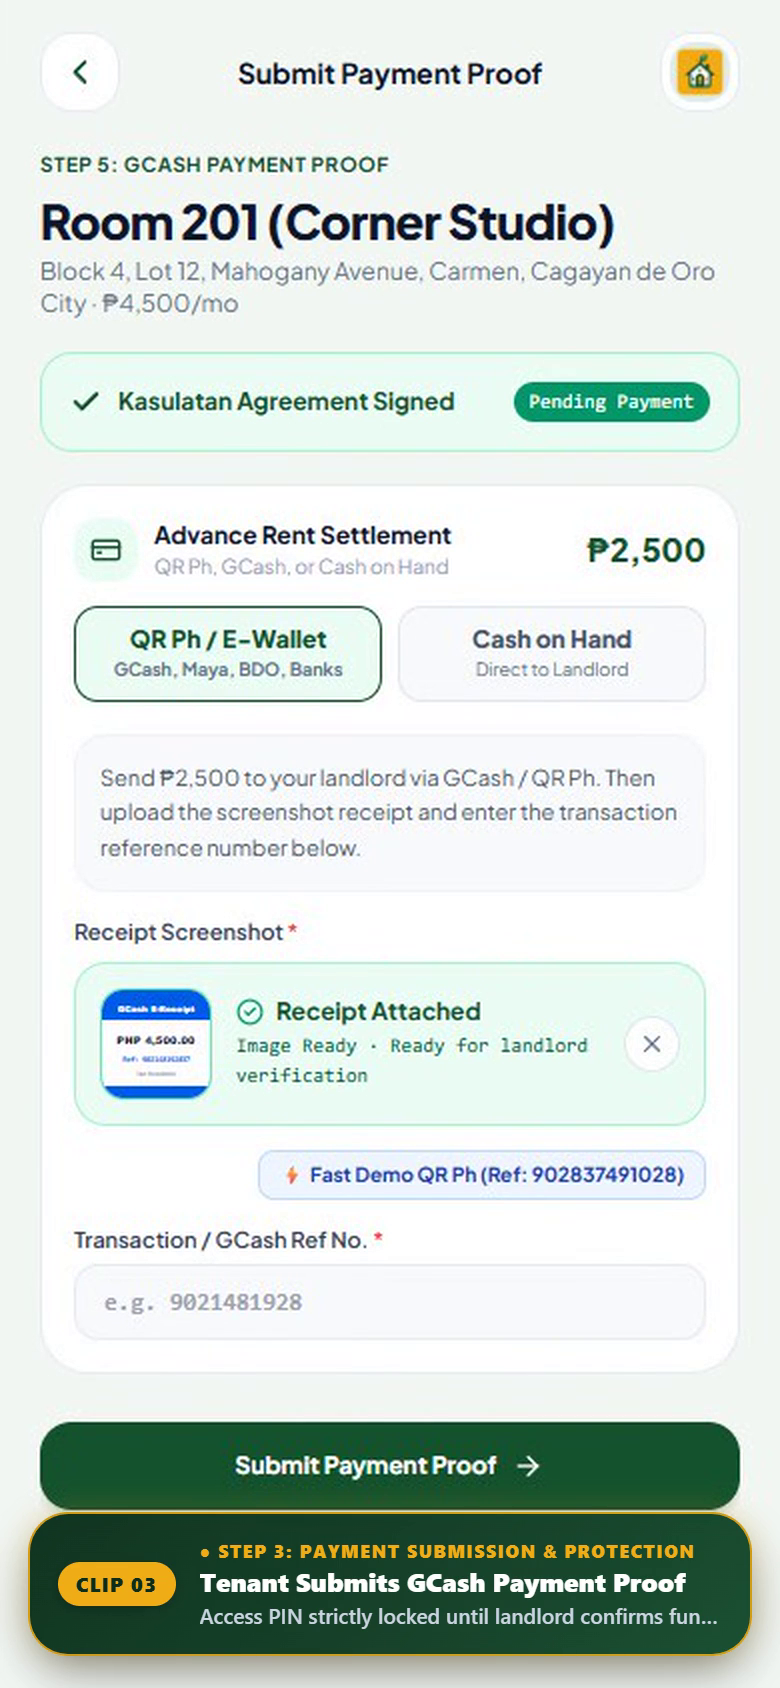 Submit Payment Proof
STEP 5: GCASH PAYMENT PROOF
Room 201 (Corner Studio)
Block 4, Lot 12, Mahogany Avenue, Carmen, Cagayan de Oro
City · ₱4,500/mo
Kasulatan Agreement Signed
Pending Payment
Advance Rent Settlement
QR Ph, GCash, or Cash on Hand
₱2,500
QR Ph / E-Wallet
GCash, Maya, BDO, Banks
Cash on Hand
Direct to Landlord
Send ₱2,500 to your landlord via GCash / QR Ph. Then
upload the screenshot receipt and enter the transaction
reference number below.
Receipt Screenshot *
GCash E-Receipt
PHP 4,500.00
Receipt Attached
Image Ready · Ready for landlord
verification
Fast Demo QR Ph (Ref: 902837491028)
Transaction / GCash Ref No. *
e.g. 9021481928
Submit Payment Proof →
CLIP 03
• STEP 3: PAYMENT SUBMISSION & PROTECTION
Tenant Submits GCash Payment Proof
Access PIN strictly locked until landlord confirms fun...